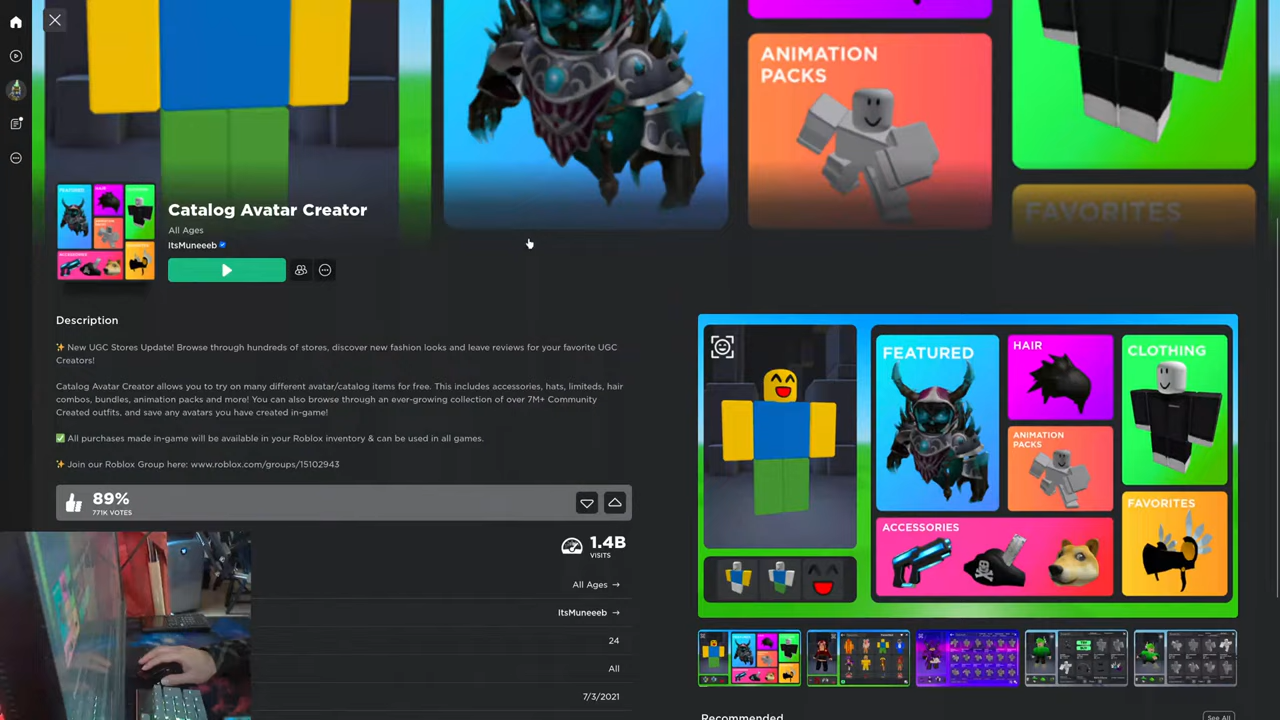 ANIMATION
PACKS
FAVORITES
Catalog Avatar Creator
All Ages
ItsMuneeeb
Description
✨ New UGC Stores Update! Browse through hundreds of stores, discover new fashion looks and leave reviews for your favorite UGC
Creators!
Catalog Avatar Creator allows you to try on many different avatar/catalog items for free. This includes accessories, hats, limiteds, hair
combos, bundles, animation packs and more! You can also browse through an ever-growing collection of over 7M+ Community
Created outfits, and save any avatars you have created in-game!
✅ All purchases made in-game will be available in your Roblox inventory & can be used in all games.
✨ Join our Roblox Group here: www.roblox.com/groups/15102943
89%
771K VOTES
1.4B
VISITS
All Ages →
ItsMuneeeb →
24
All
7/3/2021
FEATURED
HAIR
CLOTHING
ANIMATION
PACKS
ACCESSORIES
FAVORITES
Recommended
See All